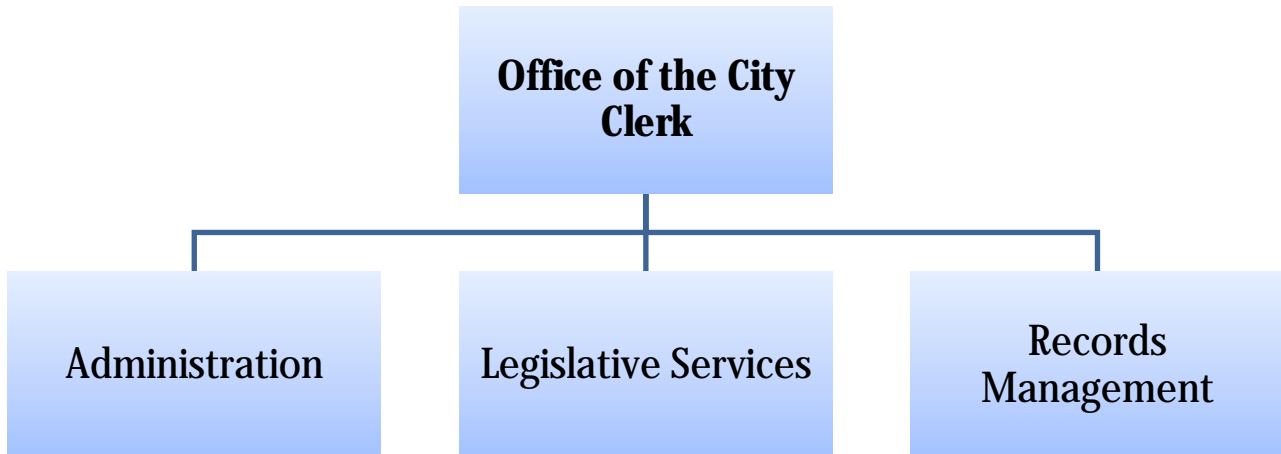 Office of the City
Clerk
Administration
Legislative Services
Records
Management